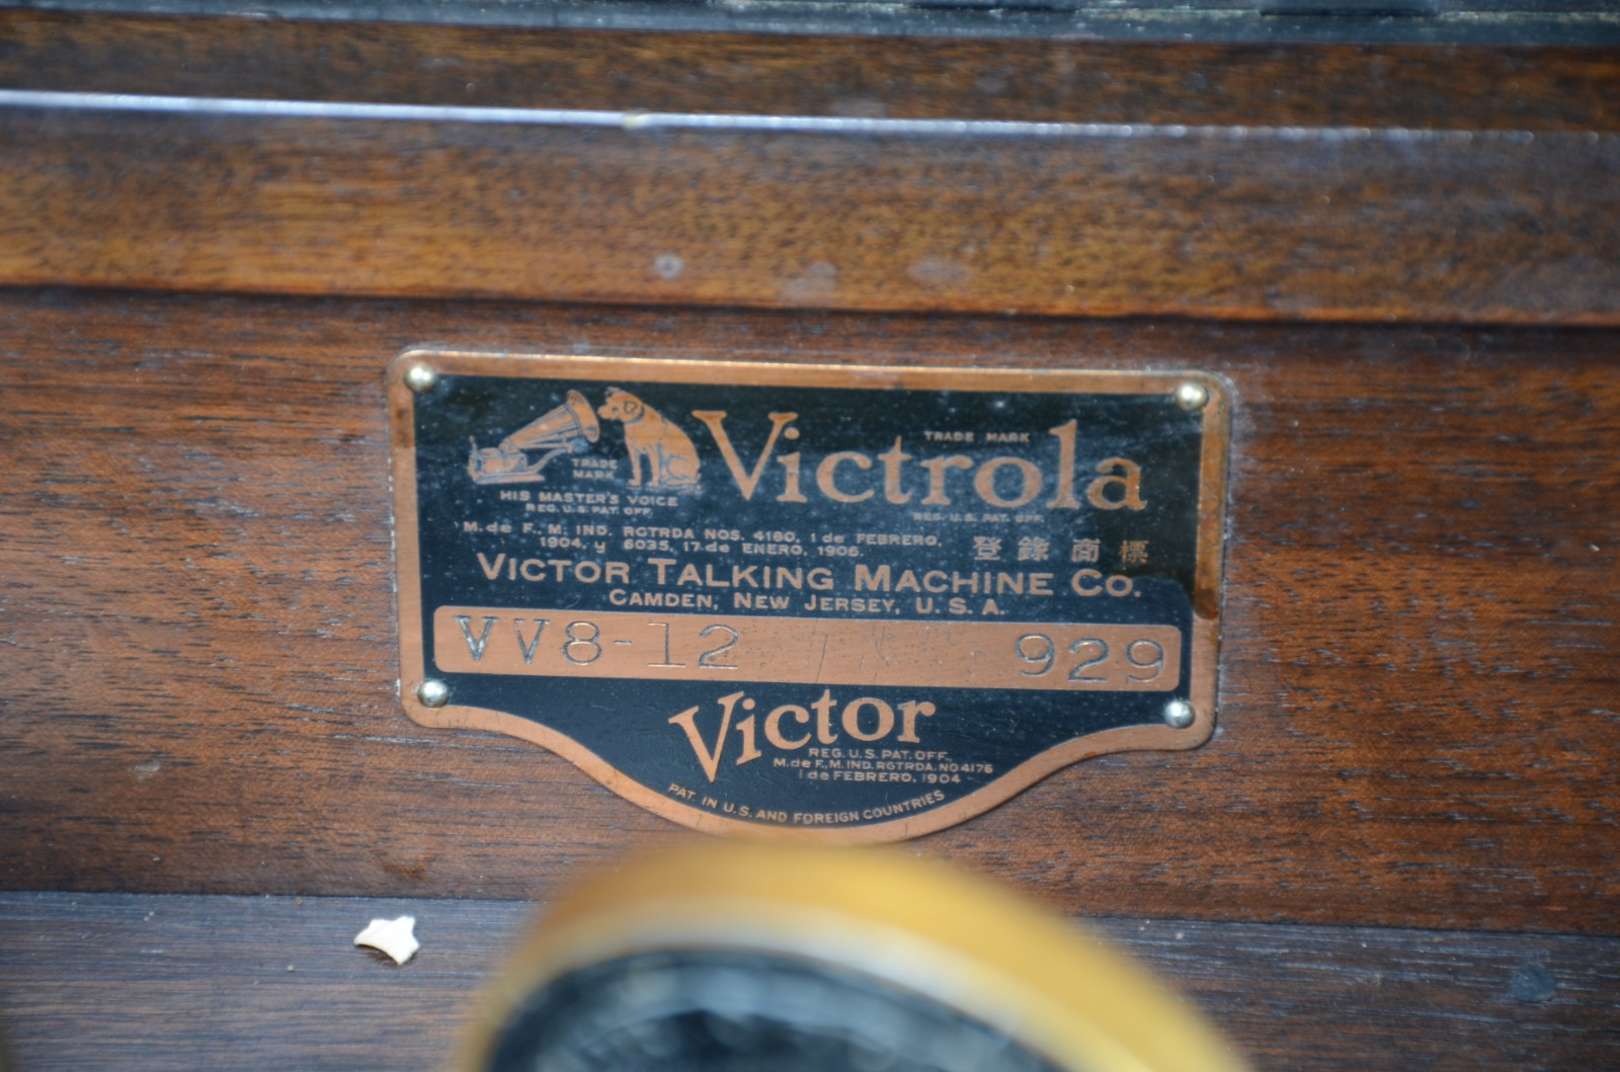 Victrola
TRADE MARK
REG. U.S. PAT. OFF.
TRADE
MARK
HIS MASTER'S VOICE
REG. U.S. PAT. OFF.
M. de F. M. IND. RGTRDA NOS. 4180, 1 de FEBRERO,
1904, y 6035, 17 de ENERO, 1906.
登錄商標
VICTOR TALKING MACHINE CO.
CAMDEN, NEW JERSEY, U.S.A.
VV8-12 929
Victor
REG. U.S. PAT. OFF.
M. de F. M. IND. RGTRDA. NO 4176
1 de FEBRERO, 1904
PAT. IN U.S. AND FOREIGN COUNTRIES